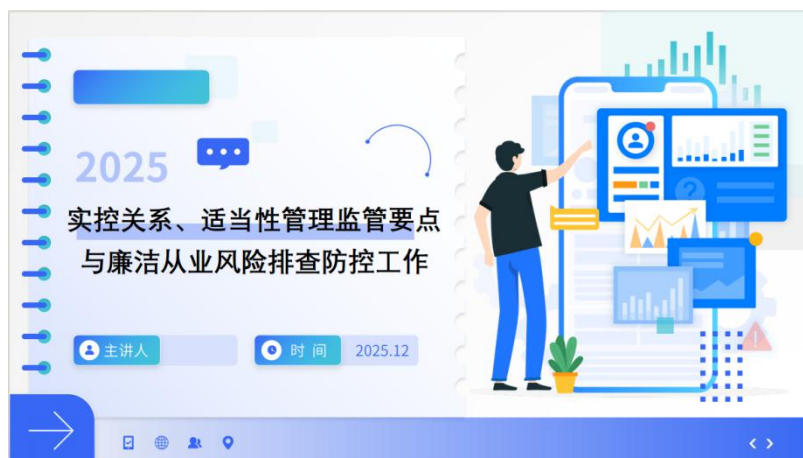 2025
实控关系、适当性管理监管要点
与廉洁从业风险排查防控工作
主讲人
时 间 2025.12